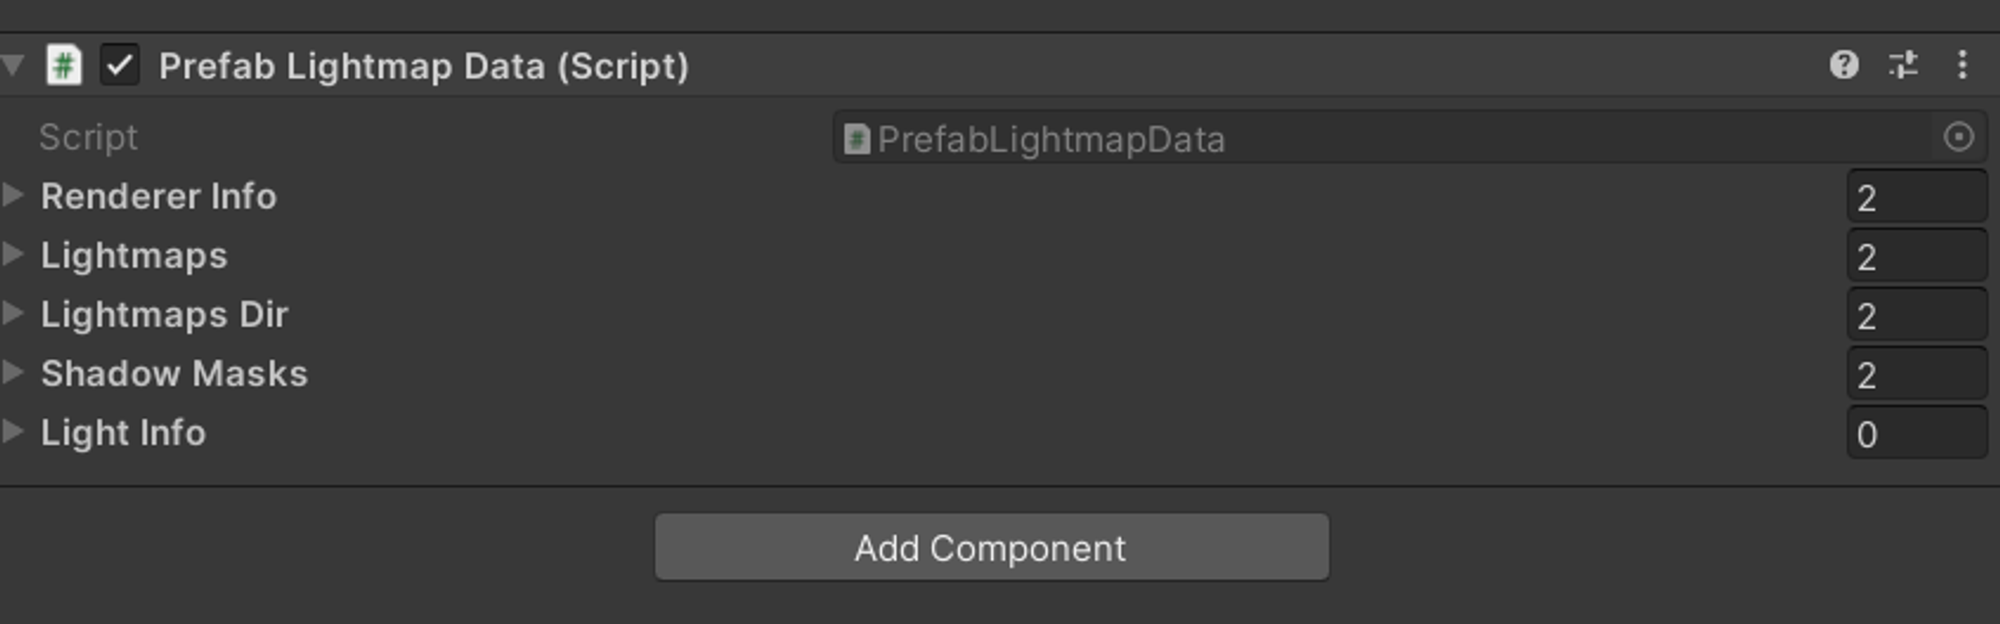 # Prefab Lightmap Data (Script)
Script # PrefabLightmapData
Renderer Info 2
Lightmaps 2
Lightmaps Dir 2
Shadow Masks 2
Light Info 0
Add Component